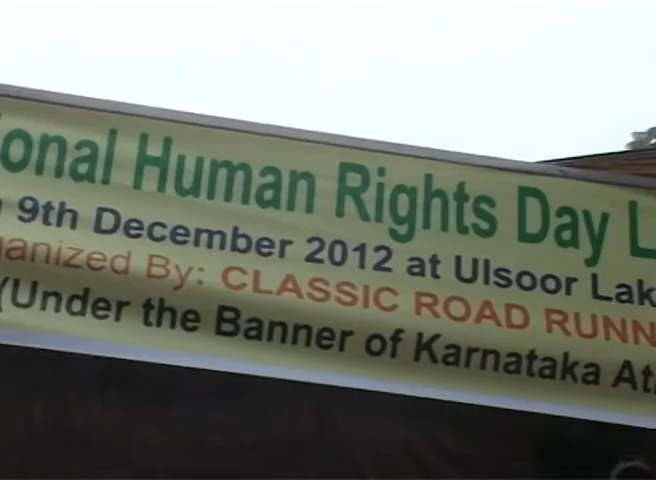 ional Human Rights Day L
9th December 2012 at Ulsoor Lak
anized By: CLASSIC ROAD RUNN
(Under the Banner of Karnataka At